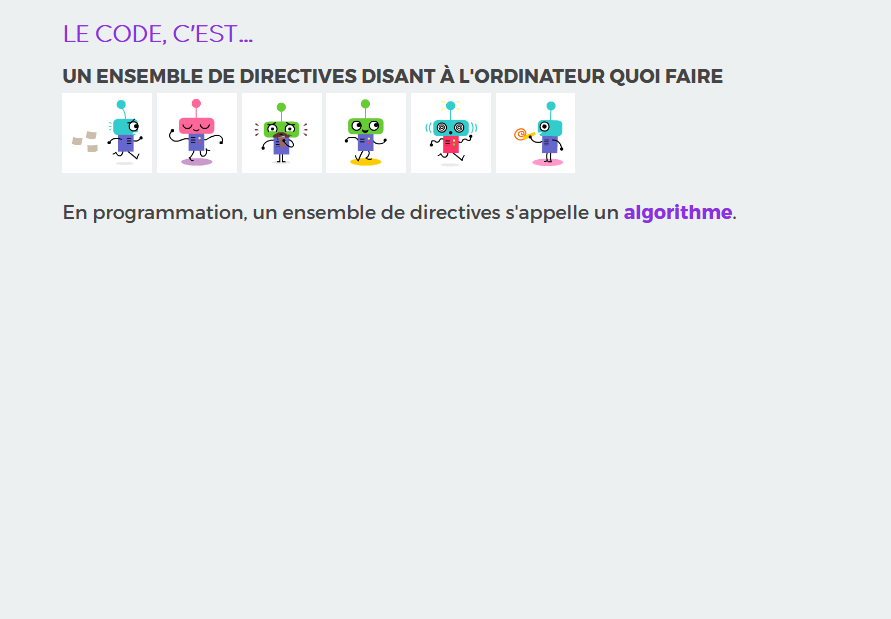 LE CODE, C'EST...
UN ENSEMBLE DE DIRECTIVES DISANT À L'ORDINATEUR QUOI FAIRE
En programmation, un ensemble de directives s'appelle un algorithme.